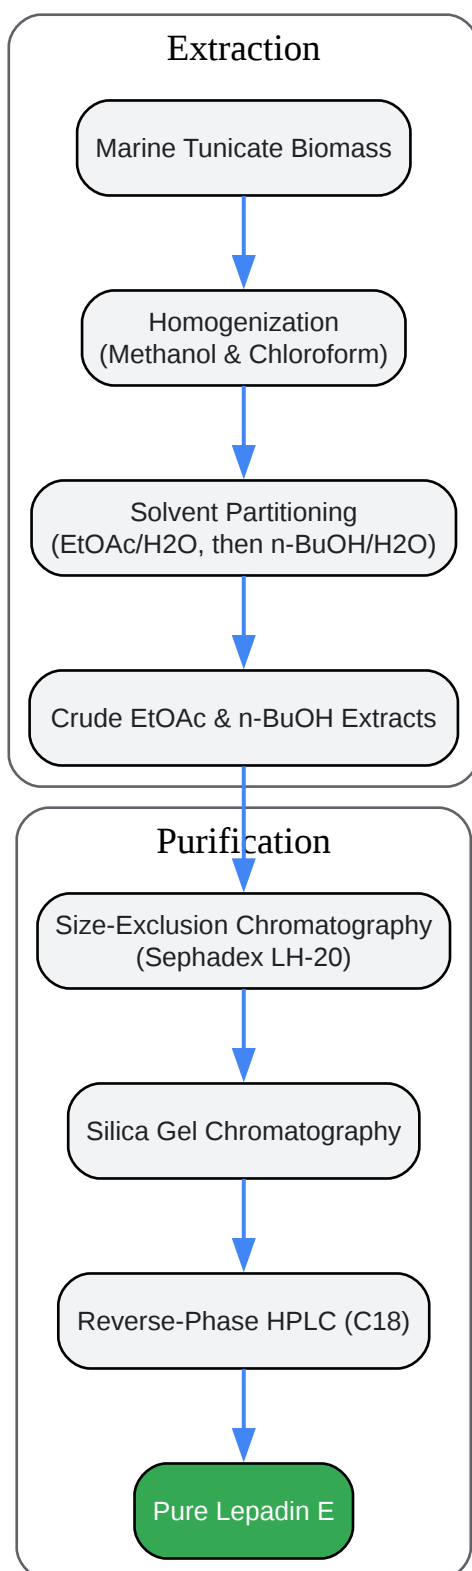 Extraction
Marine Tunicate Biomass
Homogenization
(Methanol & Chloroform)
Solvent Partitioning
(EtOAc/H2O, then n-BuOH/H2O)
Crude EtOAc & n-BuOH Extracts
Purification
Size-Exclusion Chromatography
(Sephadex LH-20)
Silica Gel Chromatography
Reverse-Phase HPLC (C18)
Pure Lepadin E